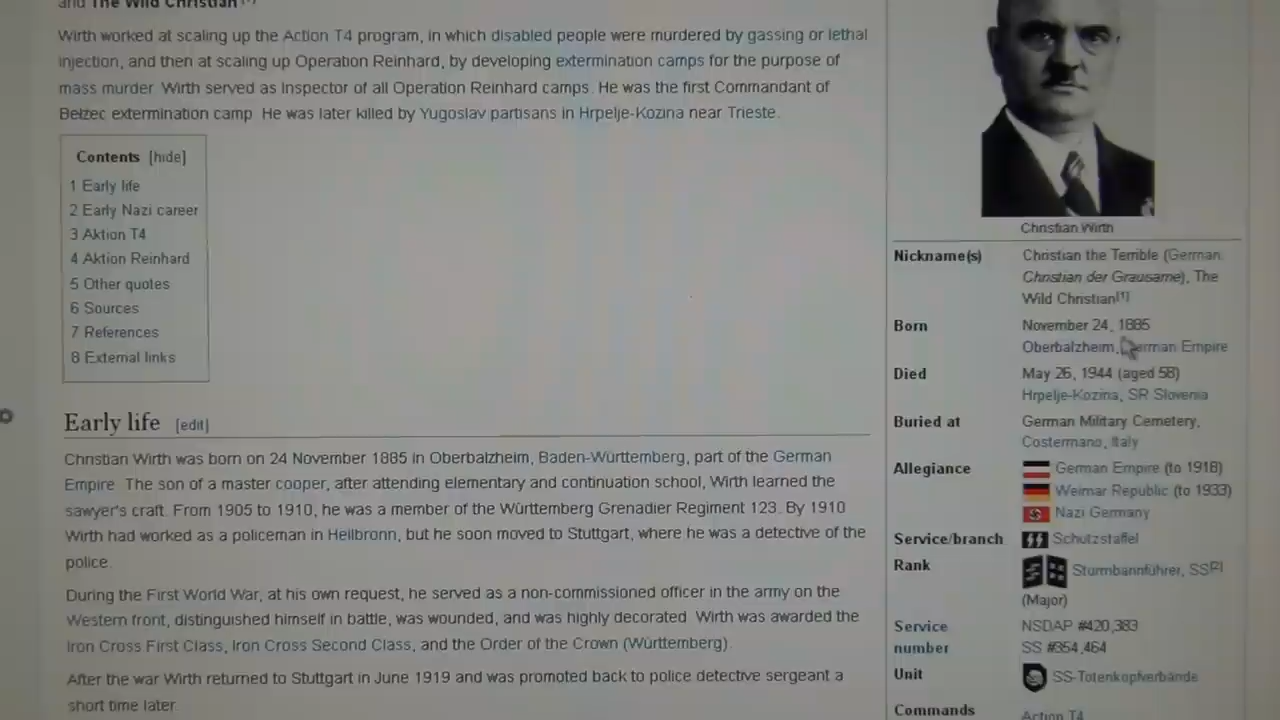 and The Wild Christian
Wirth worked at scaling up the Action T4 program, in which disabled people were murdered by gassing or lethal
injection, and then at scaling up Operation Reinhard, by developing extermination camps for the purpose of
mass murder. Wirth served as Inspector of all Operation Reinhard camps. He was the first Commandant of
Belzec extermination camp. He was later killed by Yugoslav partisans in Hrpelje-Kozina near Trieste.
Contents [hide]
1 Early life
2 Early Nazi career
3 Aktion T4
4 Aktion Reinhard
5 Other quotes
6 Sources
7 References
8 External links
Early life [edit]
Christian Wirth was born on 24 November 1885 in Oberbalzheim, Baden-Württemberg, part of the German
Empire. The son of a master cooper, after attending elementary and continuation school, Wirth learned the
sawyer's craft. From 1905 to 1910, he was a member of the Württemberg Grenadier Regiment 123. By 1910
Wirth had worked as a policeman in Heilbronn, but he soon moved to Stuttgart, where he was a detective of the
police.
During the First World War, at his own request, he served as a non-commissioned officer in the army on the
Western front, distinguished himself in battle, was wounded, and was highly decorated. Wirth was awarded the
Iron Cross First Class, Iron Cross Second Class, and the Order of the Crown (Württemberg).
After the war Wirth returned to Stuttgart in June 1919 and was promoted back to police detective sergeant a
short time later.
Christian Wirth
Nickname(s) Christian the Terrible (German:
Christian der Grausame), The
Wild Christian[1]
Born November 24, 1885
Oberbalzheim, German Empire
Died May 26, 1944 (aged 58)
Hrpelje-Kozina, SR Slovenia
Buried at German Military Cemetery,
Costermano, Italy
Allegiance German Empire (to 1918)
Weimar Republic (to 1933)
Nazi Germany
Service/branch Schutzstaffel
Rank Sturmbannführer, SS[2]
(Major)
Service NSDAP #420,383
number SS #354,464
Unit SS-Totenkopfverbände
Commands Action T4